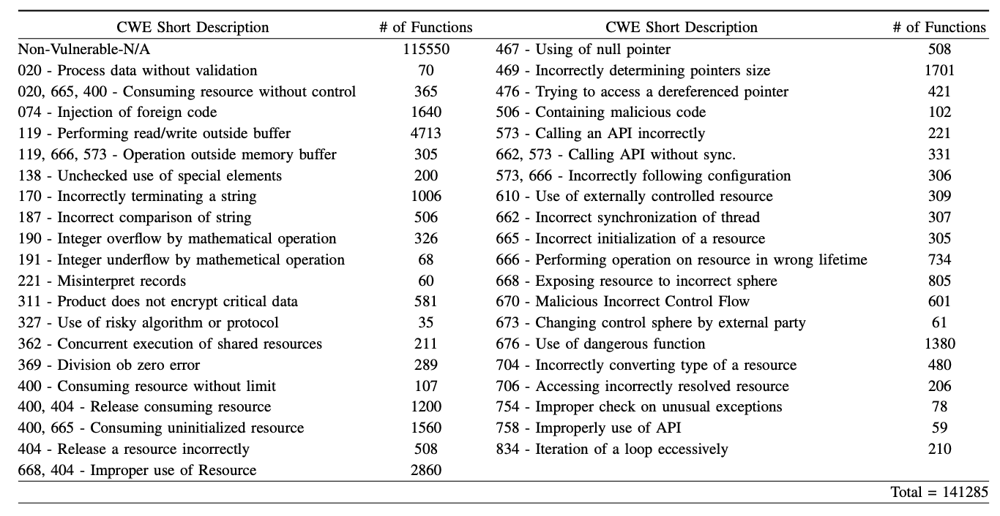 CWE Short Description # of Functions CWE Short Description # of Functions
Non-Vulnerable-N/A 115550 467 - Using of null pointer 508
020 - Process data without validation 70 469 - Incorrectly determining pointers size 1701
020, 665, 400 - Consuming resource without control 365 476 - Trying to access a dereferenced pointer 421
074 - Injection of foreign code 1640 506 - Containing malicious code 102
119 - Performing read/write outside buffer 4713 573 - Calling an API incorrectly 221
119, 666, 573 - Operation outside memory buffer 305 662, 573 - Calling API without sync. 331
138 - Unchecked use of special elements 200 573, 666 - Incorrectly following configuration 306
170 - Incorrectly terminating a string 1006 610 - Use of externally controlled resource 309
187 - Incorrect comparison of string 506 662 - Incorrect synchronization of thread 307
190 - Integer overflow by mathematical operation 326 665 - Incorrect initialization of a resource 305
191 - Integer underflow by mathemetical operation 68 666 - Performing operation on resource in wrong lifetime 734
221 - Misinterpret records 60 668 - Exposing resource to incorrect sphere 805
311 - Product does not encrypt critical data 581 670 - Malicious Incorrect Control Flow 601
327 - Use of risky algorithm or protocol 35 673 - Changing control sphere by external party 61
362 - Concurrent execution of shared resources 211 676 - Use of dangerous function 1380
369 - Division ob zero error 289 704 - Incorrectly converting type of a resource 480
400 - Consuming resource without limit 107 706 - Accessing incorrectly resolved resource 206
400, 404 - Release consuming resource 1200 754 - Improper check on unusual exceptions 78
400, 665 - Consuming uninitialized resource 1560 758 - Improperly use of API 59
404 - Release a resource incorrectly 508 834 - Iteration of a loop eccessively 210
668, 404 - Improper use of Resource 2860
Total = 141285